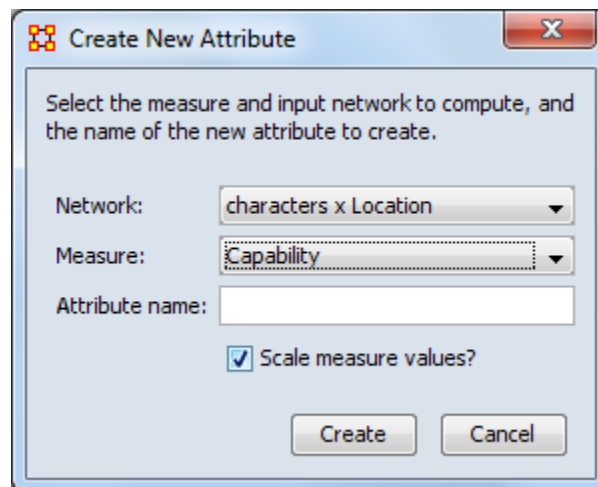 Create New Attribute
Select the measure and input network to compute, and
the name of the new attribute to create.
Network: characters x Location
Measure: Capability
Attribute name:
Scale measure values?
Create Cancel